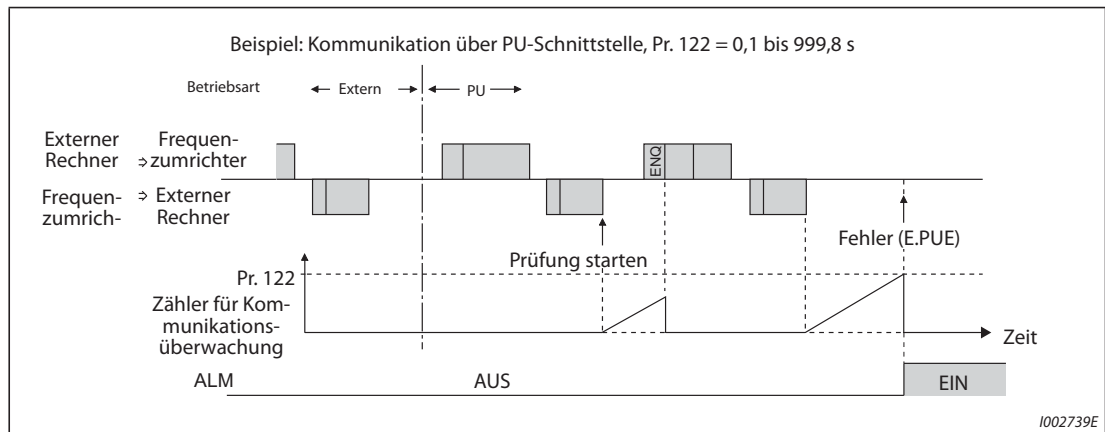 Beispiel: Kommunikation über PU-Schnittstelle, Pr. 122 = 0,1 bis 999,8 s
Betriebsart
Extern
PU
Externer
Rechner
⇒
Frequen-
zumrichter
ENQ
Frequen-
zumrich-
⇒
Externer
Rechner
Fehler (E.PUE)
Prüfung starten
Pr. 122
Zähler für Kom-
munikations-
überwachung
Zeit
ALM
AUS
EIN
I002739E